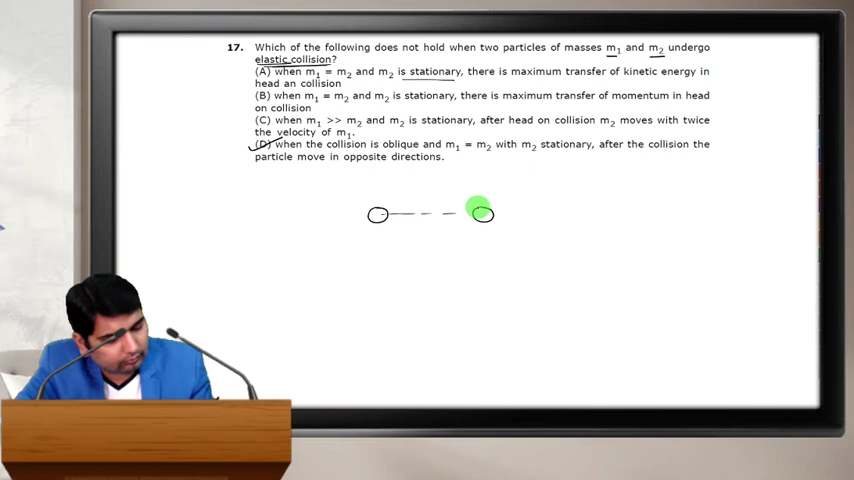 17. Which of the following does not hold when two particles of masses m₁ and m₂ undergo
elastic collision?
(A) when m₁ = m₂ and m₂ is stationary, there is maximum transfer of kinetic energy in
head an collision
(B) when m₁ = m₂ and m₂ is stationary, there is maximum transfer of momentum in head
on collision
(C) when m₁ >> m₂ and m₂ is stationary, after head on collision m₂ moves with twice
the velocity of m₁.
(D) when the collision is oblique and m₁ = m₂ with m₂ stationary, after the collision the
particle move in opposite directions.